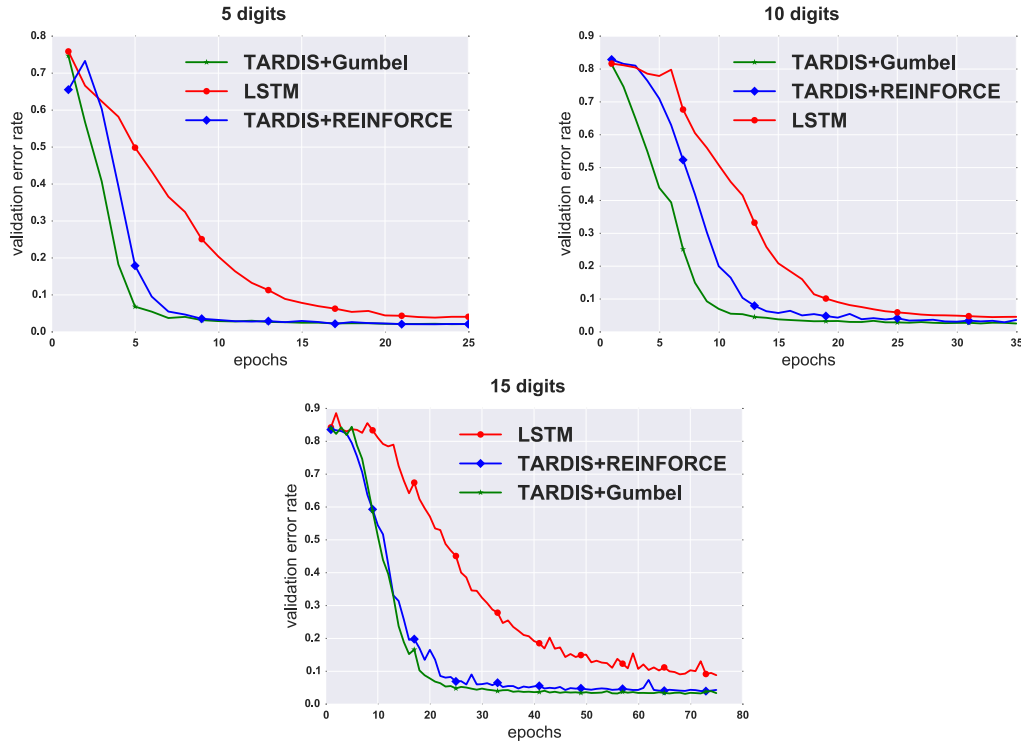 5 digits
0.8
0.7
0.6
0.5
0.4
0.3
0.2
0.1
0.0
validation error rate
TARDIS+Gumbel
LSTM
TARDIS+REINFORCE
0 5 10 15 20 25
epochs
10 digits
0.9
0.8
0.7
0.6
0.5
0.4
0.3
0.2
0.1
0.0
validation error rate
TARDIS+Gumbel
TARDIS+REINFORCE
LSTM
0 5 10 15 20 25 30 35
epochs
15 digits
0.9
0.8
0.7
0.6
0.5
0.4
0.3
0.2
0.1
0.0
validation error rate
LSTM
TARDIS+REINFORCE
TARDIS+Gumbel
0 10 20 30 40 50 60 70 80
epochs